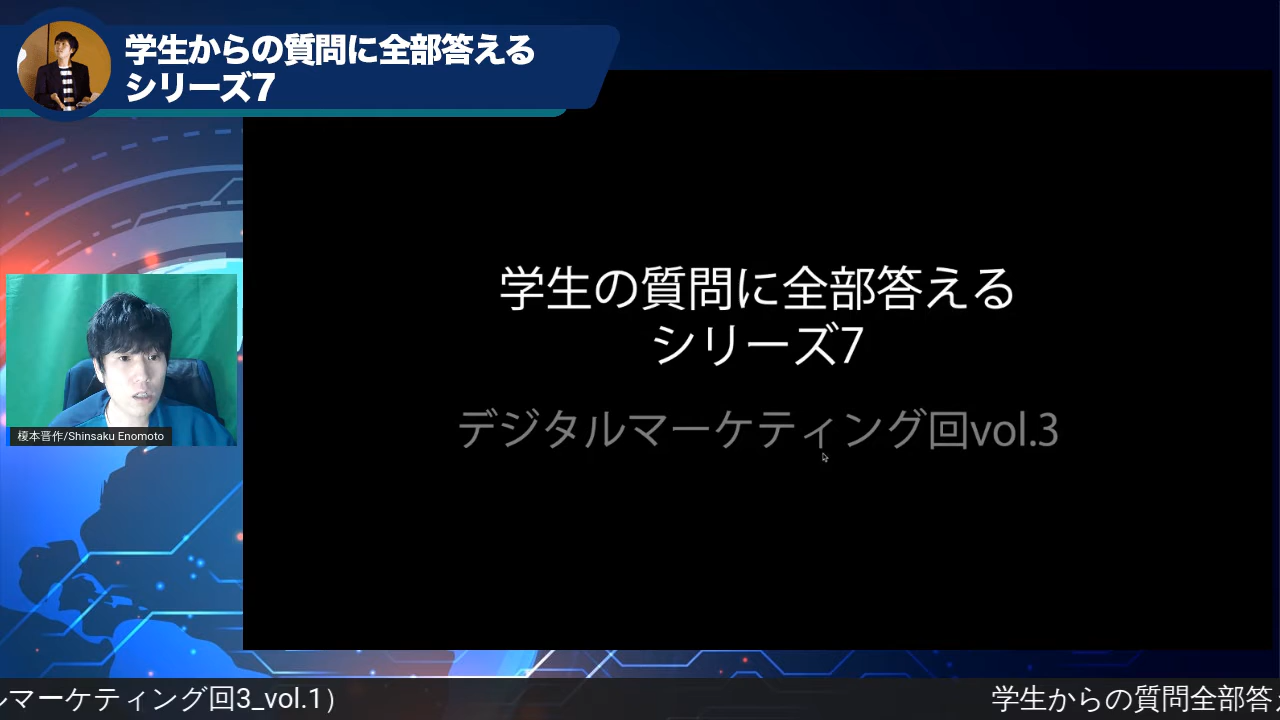 学生からの質問に全部答える
シリーズ7
学生の質問に全部答える
シリーズ7
デジタルマーケティング回vol.3
榎本晋作/Shinsaku Enomoto
マーケティング回3_vol.1）
学生からの質問全部答